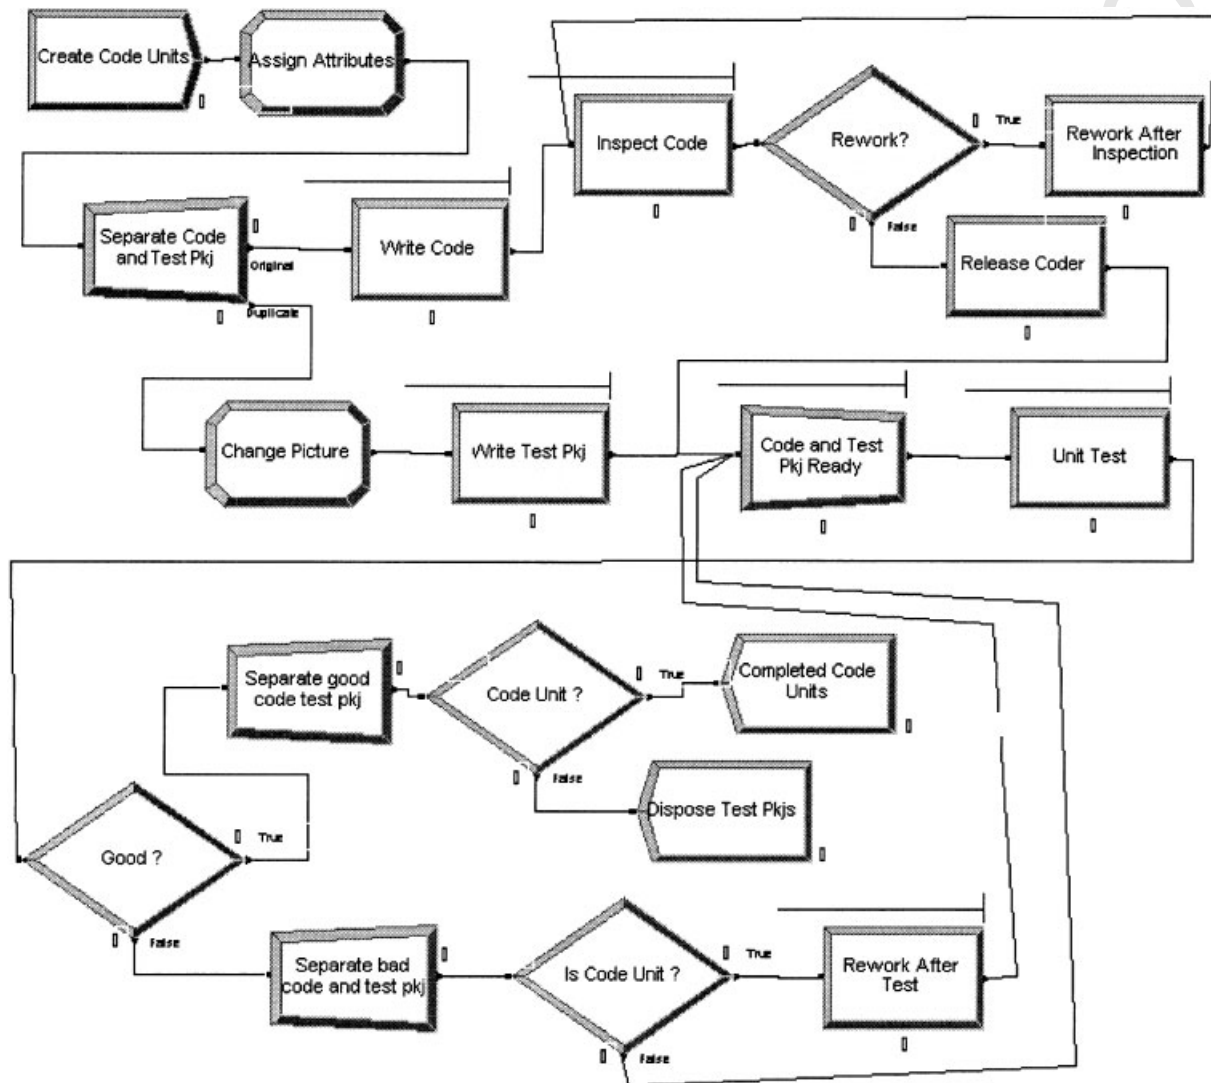 Create Code Units
Assign Attributes
Inspect Code
Rework?
True
Rework After
Inspection
False
Separate Code
and Test Pkj
Original
Duplicate
Write Code
Release Coder
Change Picture
Write Test Pkj
Code and Test
Pkj Ready
Unit Test
Separate good
code test pkj
Code Unit ?
True
Completed Code
Units
False
Dispose Test Pkjs
Good ?
True
False
Separate bad
code and test pkj
Is Code Unit ?
True
Rework After
Test
False